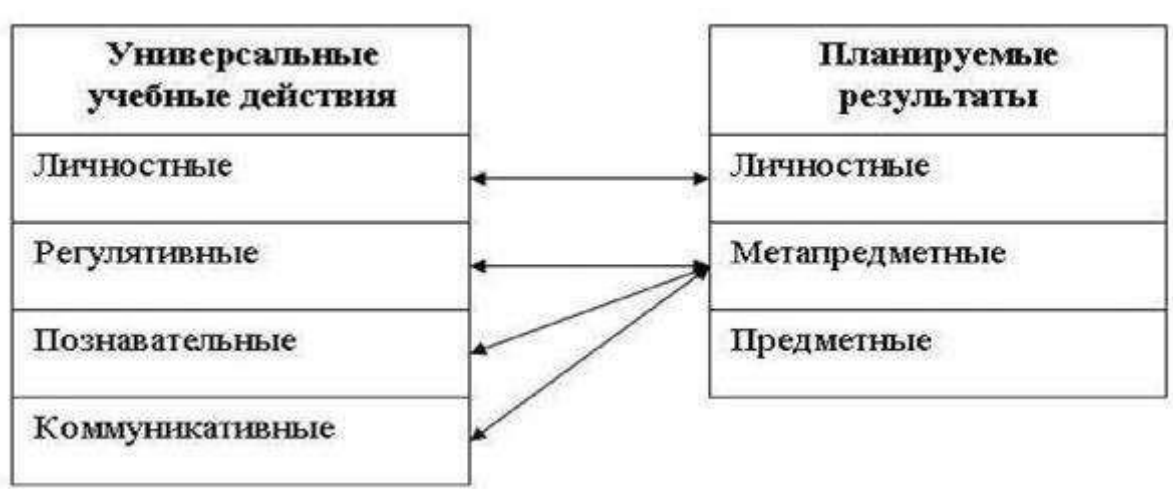 Универсальные
учебные действия
Личностные
Регулятивные
Познавательные
Коммуникативные
Планируемые
результаты
Личностные
Метапредметные
Предметные